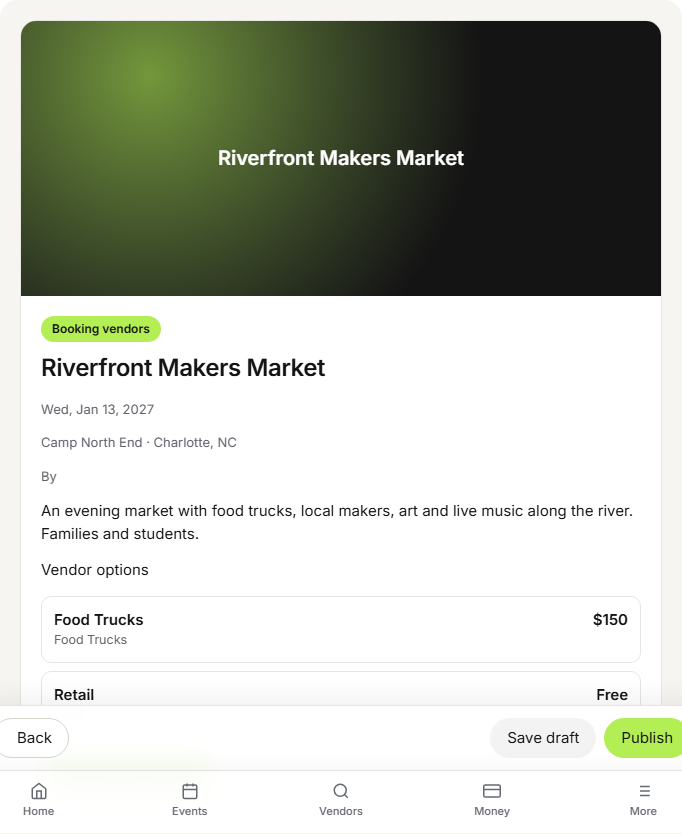 Riverfront Makers Market
Booking vendors
Riverfront Makers Market
Wed, Jan 13, 2027
Camp North End · Charlotte, NC
By
An evening market with food trucks, local makers, art and live music along the river.
Families and students.
Vendor options
Food Trucks $150
Food Trucks
Retail Free
Back Save draft Publish
Home Events Vendors Money More